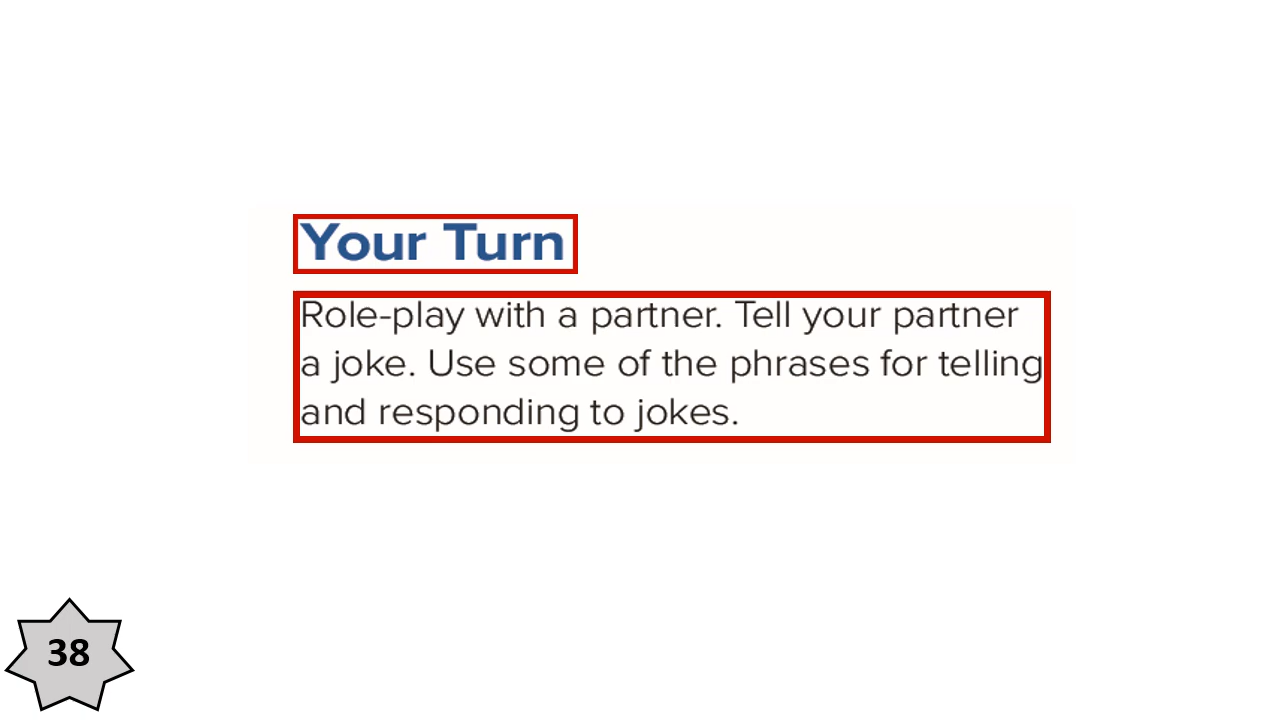 Your Turn
Role-play with a partner. Tell your partner
a joke. Use some of the phrases for telling
and responding to jokes.
38